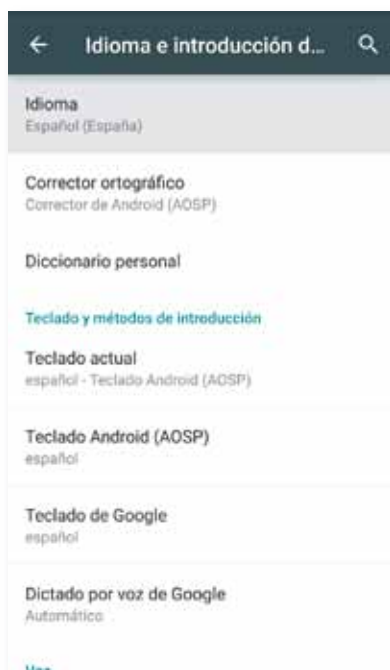 Idioma e introducción d...
Idioma
Español (España)
Corrector ortográfico
Corrector de Android (AOSP)
Diccionario personal
Teclado y métodos de introducción
Teclado actual
español - Teclado Android (AOSP)
Teclado Android (AOSP)
español
Teclado de Google
español
Dictado por voz de Google
Automático